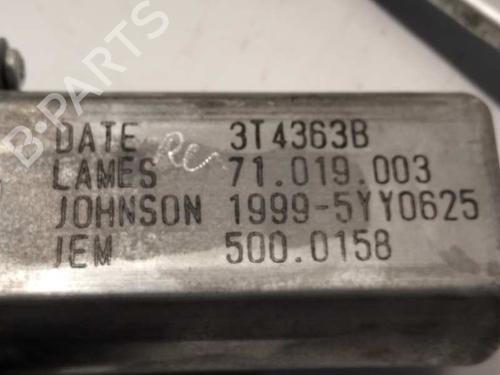 DATE 3T4363B
LAMES 71.019.003
JOHNSON 1999-5YY0625
IEM 500.0158
B-PARTS